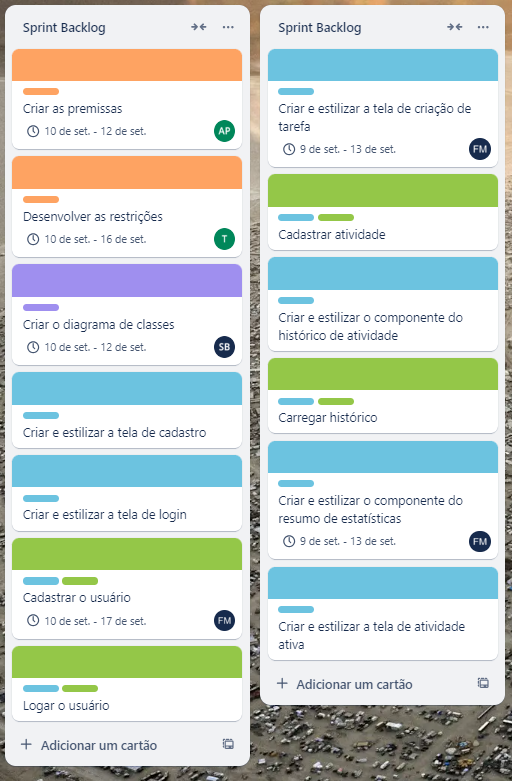 Sprint Backlog
Criar as premissas
10 de set. - 12 de set.
AP
Desenvolver as restrições
10 de set. - 16 de set.
T
Criar o diagrama de classes
10 de set. - 12 de set.
SB
Criar e estilizar a tela de cadastro
Criar e estilizar a tela de login
Cadastrar o usuário
10 de set. - 17 de set.
FM
Logar o usuário
Adicionar um cartão
Sprint Backlog
Criar e estilizar a tela de criação de
tarefa
9 de set. - 13 de set.
FM
Cadastrar atividade
Criar e estilizar o componente do
histórico de atividade
Carregar histórico
Criar e estilizar o componente do
resumo de estatísticas
9 de set. - 13 de set.
FM
Criar e estilizar a tela de atividade
ativa
Adicionar um cartão